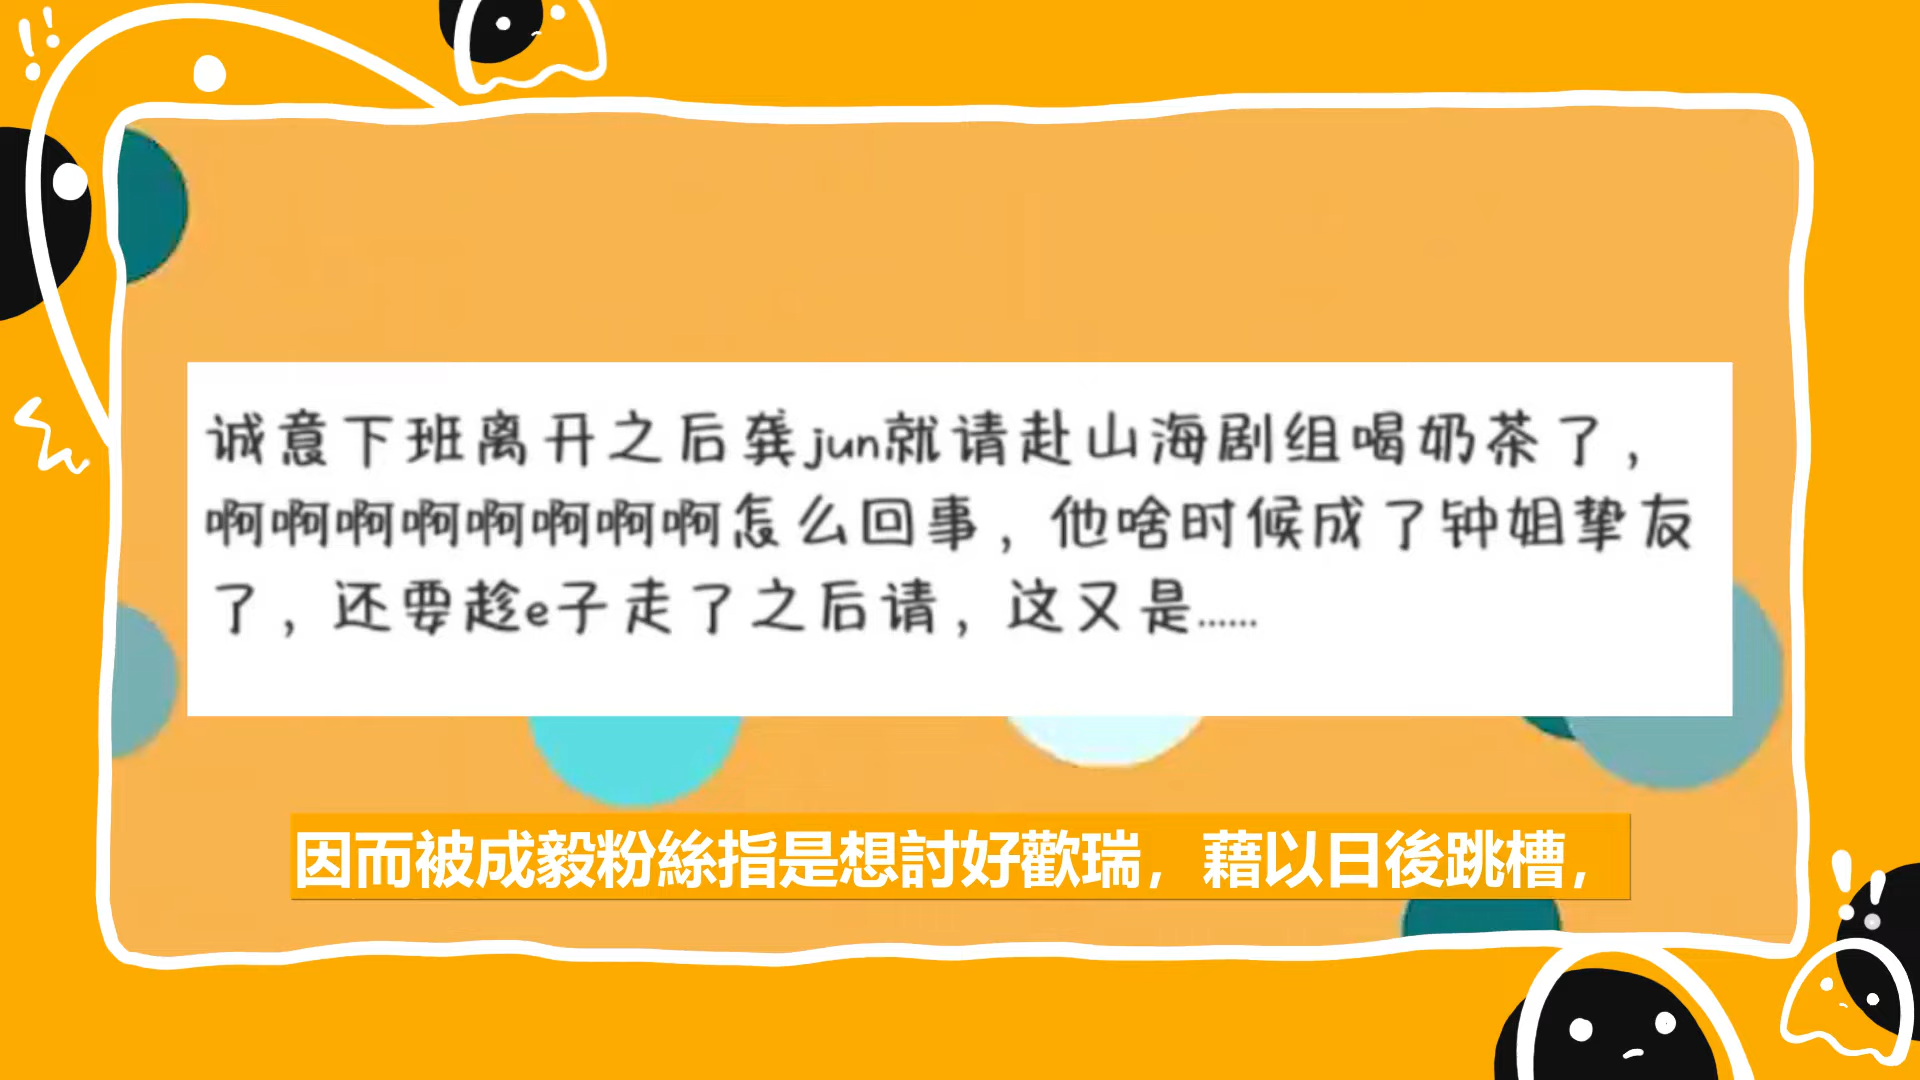 诚意下班离开之后龚jun就请赴山海剧组喝奶茶了，
啊啊啊啊啊啊啊啊怎么回事，他啥时候成了钟姐挚友
了，还要趁e子走了之后请，这又是……
因而被成毅粉絲指是想討好歡瑞，藉以日後跳槽，